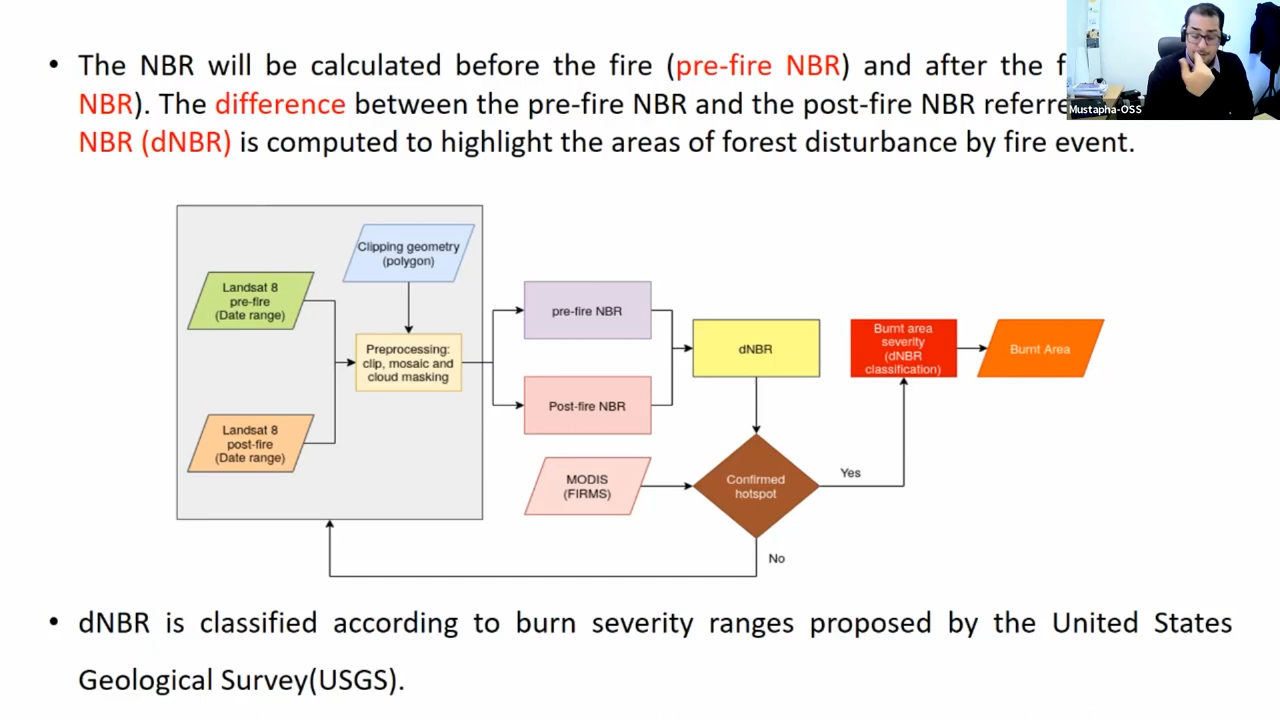 • The NBR will be calculated before the fire (pre-fire NBR) and after the
NBR). The difference between the pre-fire NBR and the post-fire NBR
NBR (dNBR) is computed to highlight the areas of forest disturbance by fire event.
Mustapha-OSS
Clipping geometry
(polygon)
Landsat 8
pre-fire
(Date range)
Preprocessing:
clip, mosaic and
cloud masking
Landsat 8
post-fire
(Date range)
pre-fire NBR
Post-fire NBR
dNBR
Burnt area
severity
(dNBR
classification)
Burnt Area
MODIS
(FIRMS)
Confirmed
hotspot
Yes
No
• dNBR is classified according to burn severity ranges proposed by the United States
Geological Survey(USGS).